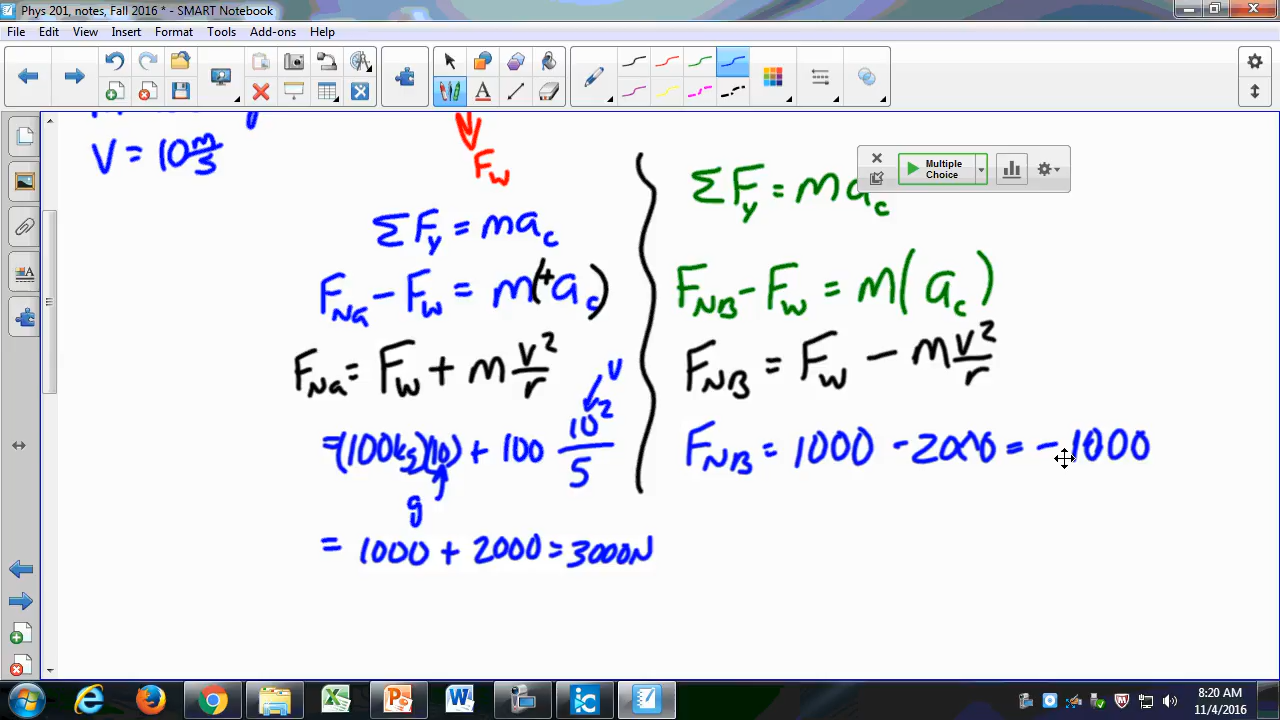 Phys 201, notes, Fall 2016 * - SMART Notebook
File Edit View Insert Format Tools Add-ons Help
V = 10 m/s
F_W
ΣF_y = ma_c
F_Na - F_W = m(+a_c)
F_Na = F_W + m v²/r
v
=(100kg)(10) + 100 10²/5
g
= 1000 + 2000 = 3000N
Multiple Choice
ΣF_y = ma_c
F_NB - F_W = m(a_c)
F_NB = F_W - m v²/r
F_NB = 1000 - 2000 = -1000
8:20 AM
11/4/2016